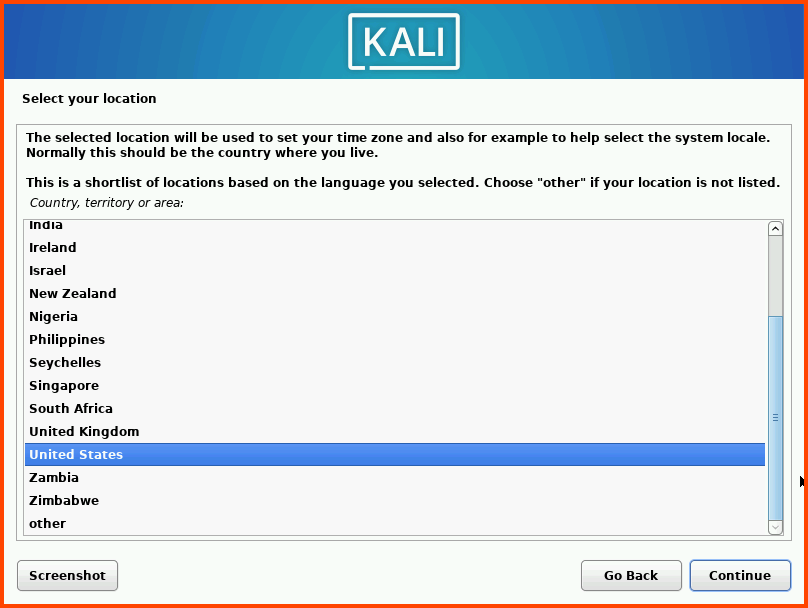 KALI
Select your location
The selected location will be used to set your time zone and also for example to help select the system locale.
Normally this should be the country where you live.
This is a shortlist of locations based on the language you selected. Choose "other" if your location is not listed.
Country, territory or area:
India
Ireland
Israel
New Zealand
Nigeria
Philippines
Seychelles
Singapore
South Africa
United Kingdom
United States
Zambia
Zimbabwe
other
Screenshot
Go Back
Continue